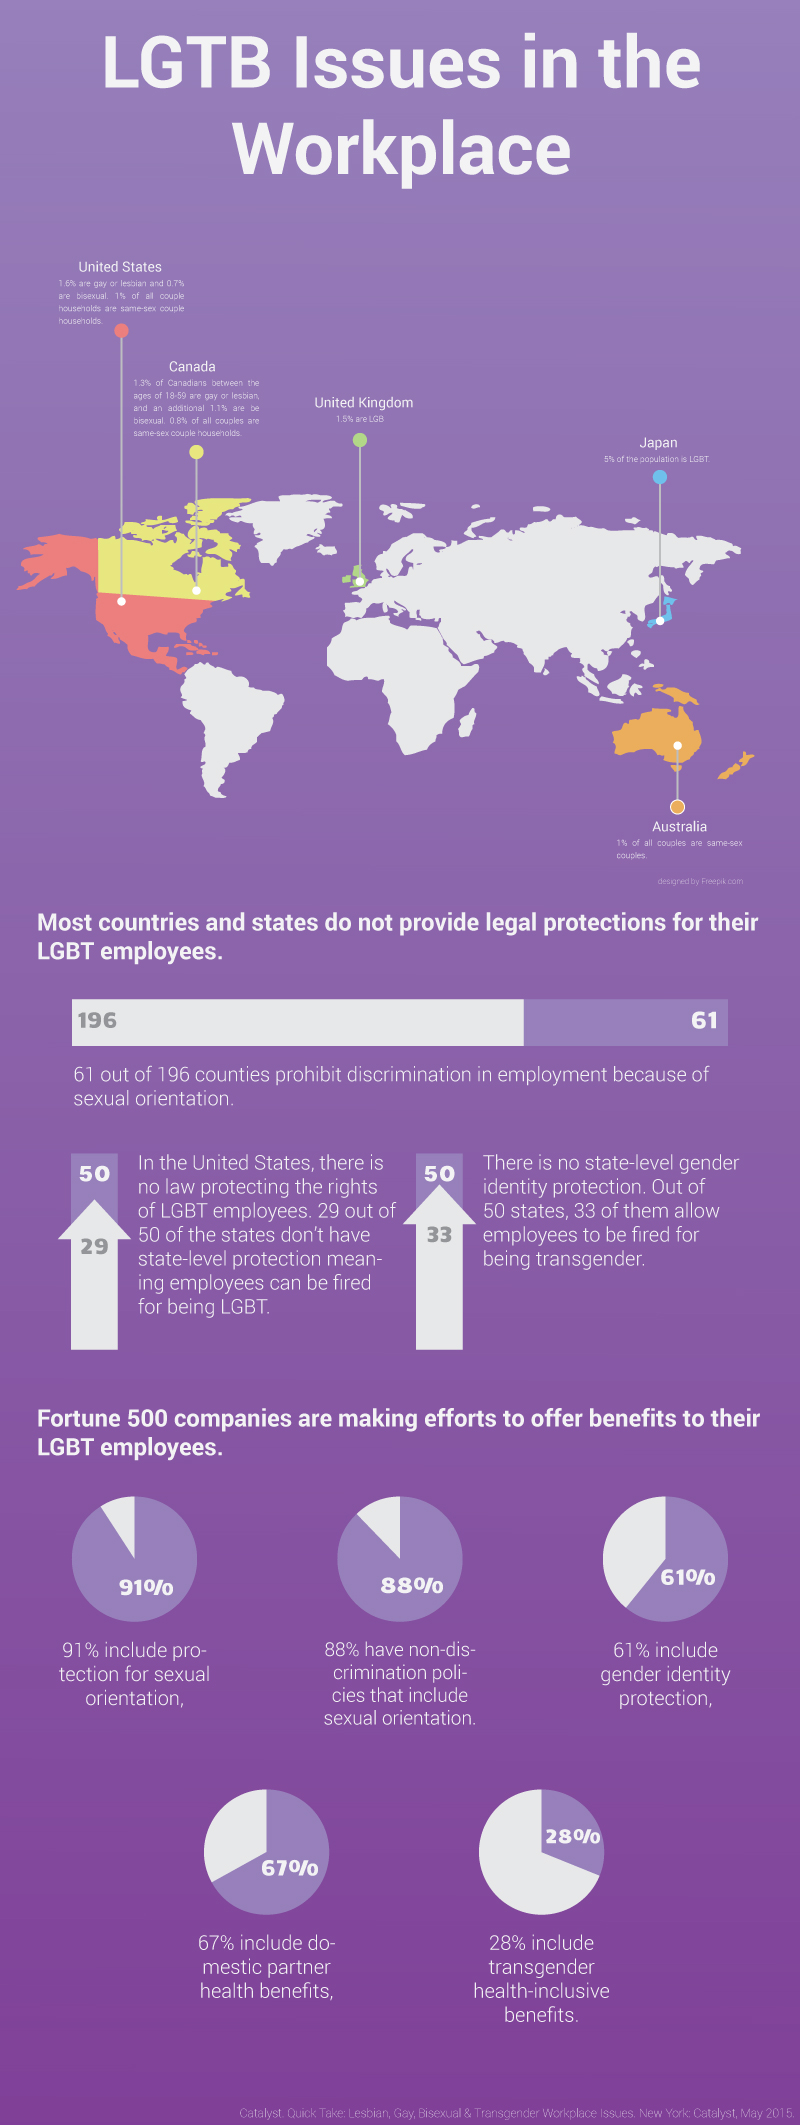 LGTB Issues in the
Workplace
United States
1.6% are gay or lesbian and 0.7%
are bisexual. 1% of all couple
households are same-sex couple
households.
Canada
1.3% of Canadians between the
ages of 18-59 are gay or lesbian,
and an additional 1.1% are be
bisexual. 0.8% of all couples are
same-sex couple households.
United Kingdom
1.5% are LGB
Japan
5% of the population is LGBT.
Australia
1% of all couples are same-sex
couples.
designed by Freepik.com
Most countries and states do not provide legal protections for their
LGBT employees.
196
61
61 out of 196 counties prohibit discrimination in employment because of
sexual orientation.
50
29
In the United States, there is
no law protecting the rights
of LGBT employees. 29 out of
50 of the states don't have
state-level protection mean-
ing employees can be fired
for being LGBT.
50
33
There is no state-level gender
identity protection. Out of
50 states, 33 of them allow
employees to be fired for
being transgender.
Fortune 500 companies are making efforts to offer benefits to their
LGBT employees.
91%
91% include pro-
tection for sexual
orientation,
88%
88% have non-dis-
crimination poli-
cies that include
sexual orientation.
61%
61% include
gender identity
protection,
67%
67% include do-
mestic partner
health benefits,
28%
28% include
transgender
health-inclusive
benefits.
Catalyst. Quick Take: Lesbian, Gay, Bisexual & Transgender Workplace Issues. New York: Catalyst, May 2015.